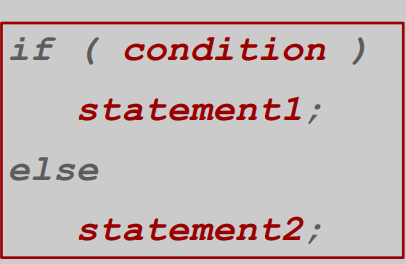 if ( condition )
statement1;
else
statement2;